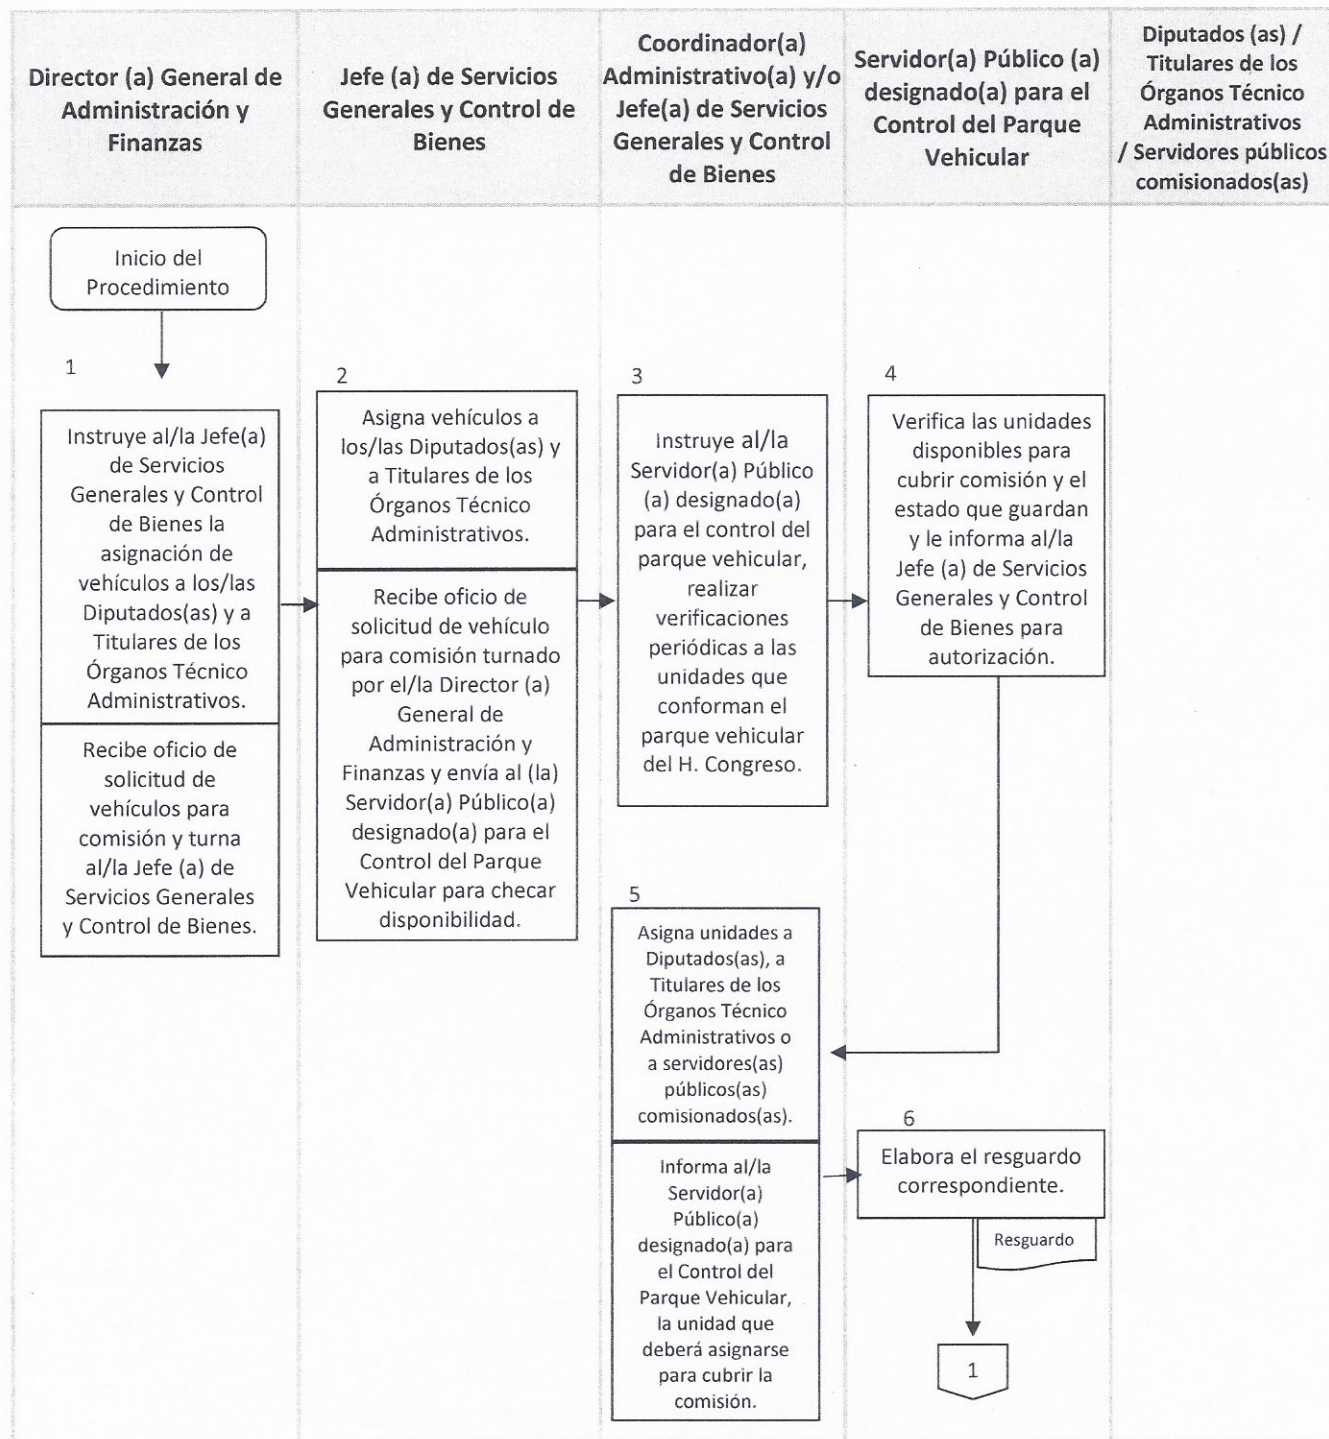 Director (a) General de
Administración y
Finanzas
Jefe (a) de Servicios
Generales y Control de
Bienes
Coordinador(a)
Administrativo(a) y/o
Jefe(a) de Servicios
Generales y Control
de Bienes
Servidor(a) Público (a)
designado(a) para el
Control del Parque
Vehicular
Diputados (as) /
Titulares de los
Órganos Técnico
Administrativos
/ Servidores públicos
comisionados(as)
Inicio del
Procedimiento
1
Instruye al/la Jefe(a)
de Servicios
Generales y Control
de Bienes la
asignación de
vehículos a los/las
Diputados(as) y a
Titulares de los
Órganos Técnico
Administrativos.
Recibe oficio de
solicitud de
vehículos para
comisión y turna
al/la Jefe (a) de
Servicios Generales
y Control de Bienes.
2
Asigna vehículos a
los/las Diputados(as) y
a Titulares de los
Órganos Técnico
Administrativos.
Recibe oficio de
solicitud de vehículo
para comisión turnado
por el/la Director (a)
General de
Administración y
Finanzas y envía al (la)
Servidor(a) Público(a)
designado(a) para el
Control del Parque
Vehicular para checar
disponibilidad.
3
Instruye al/la
Servidor(a) Público
(a) designado(a)
para el control del
parque vehicular,
realizar
verificaciones
periódicas a las
unidades que
conforman el
parque vehicular
del H. Congreso.
4
Verifica las unidades
disponibles para
cubrir comisión y el
estado que guardan
y le informa al/la
Jefe (a) de Servicios
Generales y Control
de Bienes para
autorización.
5
Asigna unidades a
Diputados(as), a
Titulares de los
Órganos Técnico
Administrativos o
a servidores(as)
públicos(as)
comisionados(as).
Informa al/la
Servidor(a)
Público(a)
designado(a) para
el Control del
Parque Vehicular,
la unidad que
deberá asignarse
para cubrir la
comisión.
6
Elabora el resguardo
correspondiente.
Resguardo
1